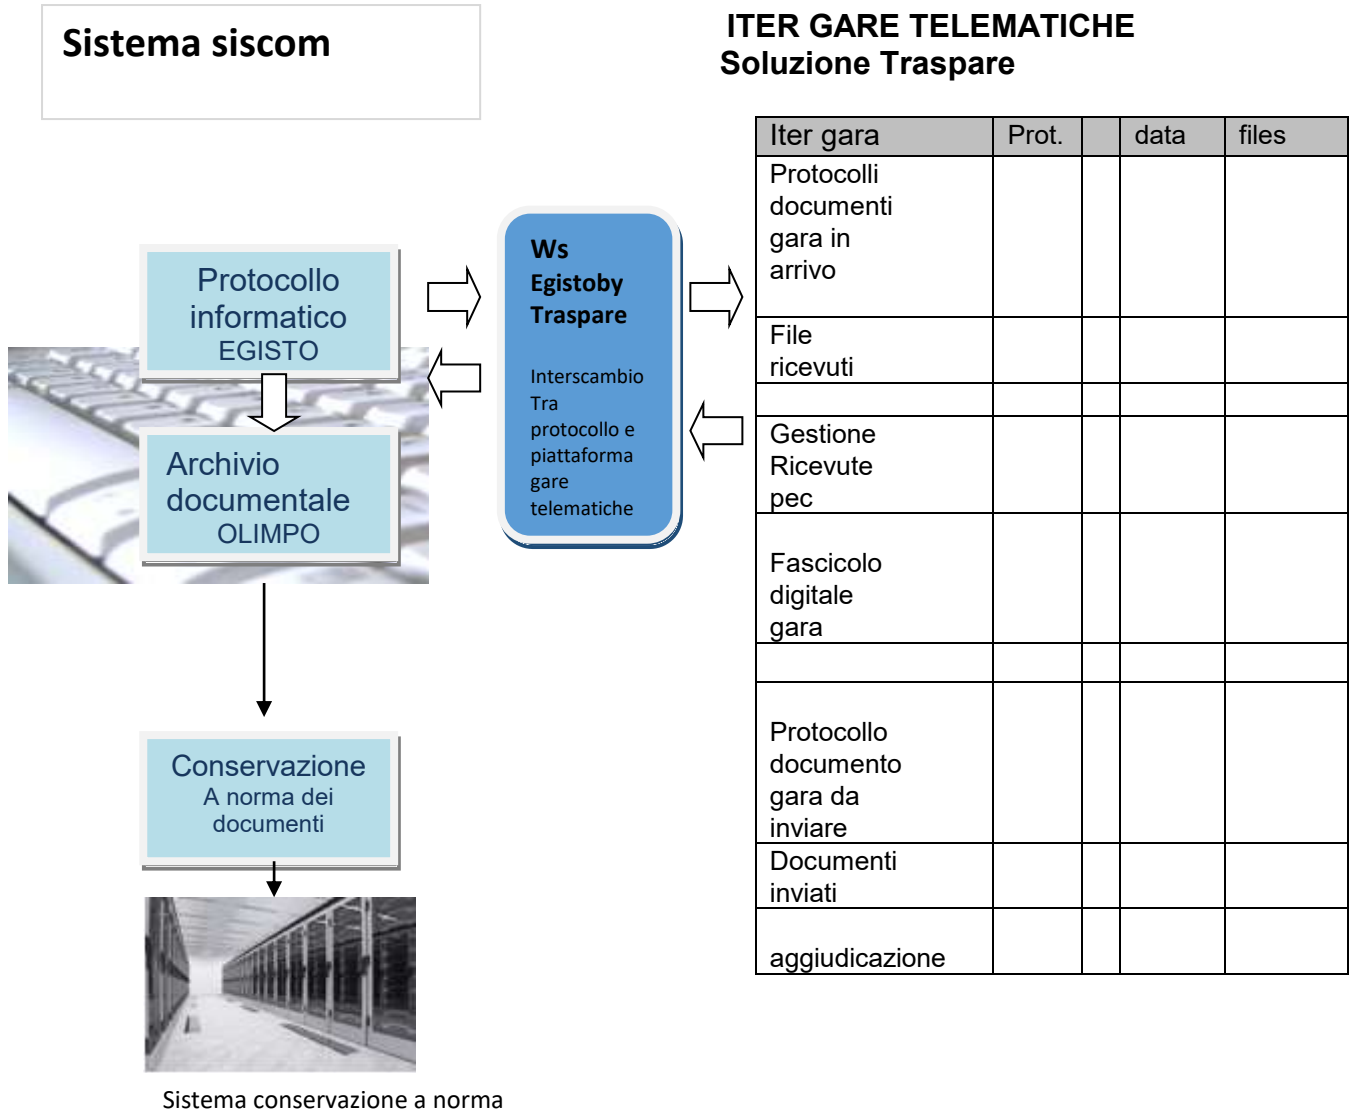 Sistema siscom
ITER GARE TELEMATICHE
Soluzione Traspare
Protocollo
informatico
EGISTO
Archivio
documentale
OLIMPO
Conservazione
A norma dei
documenti
Sistema conservazione a norma
Ws
Egistoby
Traspare
Interscambio
Tra
protocollo e
piattaforma
gare
telematiche
Iter gara Prot. data files
Protocolli
documenti
gara in
arrivo
File
ricevuti
Gestione
Ricevute
pec
Fascicolo
digitale
gara
Protocollo
documento
gara da
inviare
Documenti
inviati
aggiudicazione